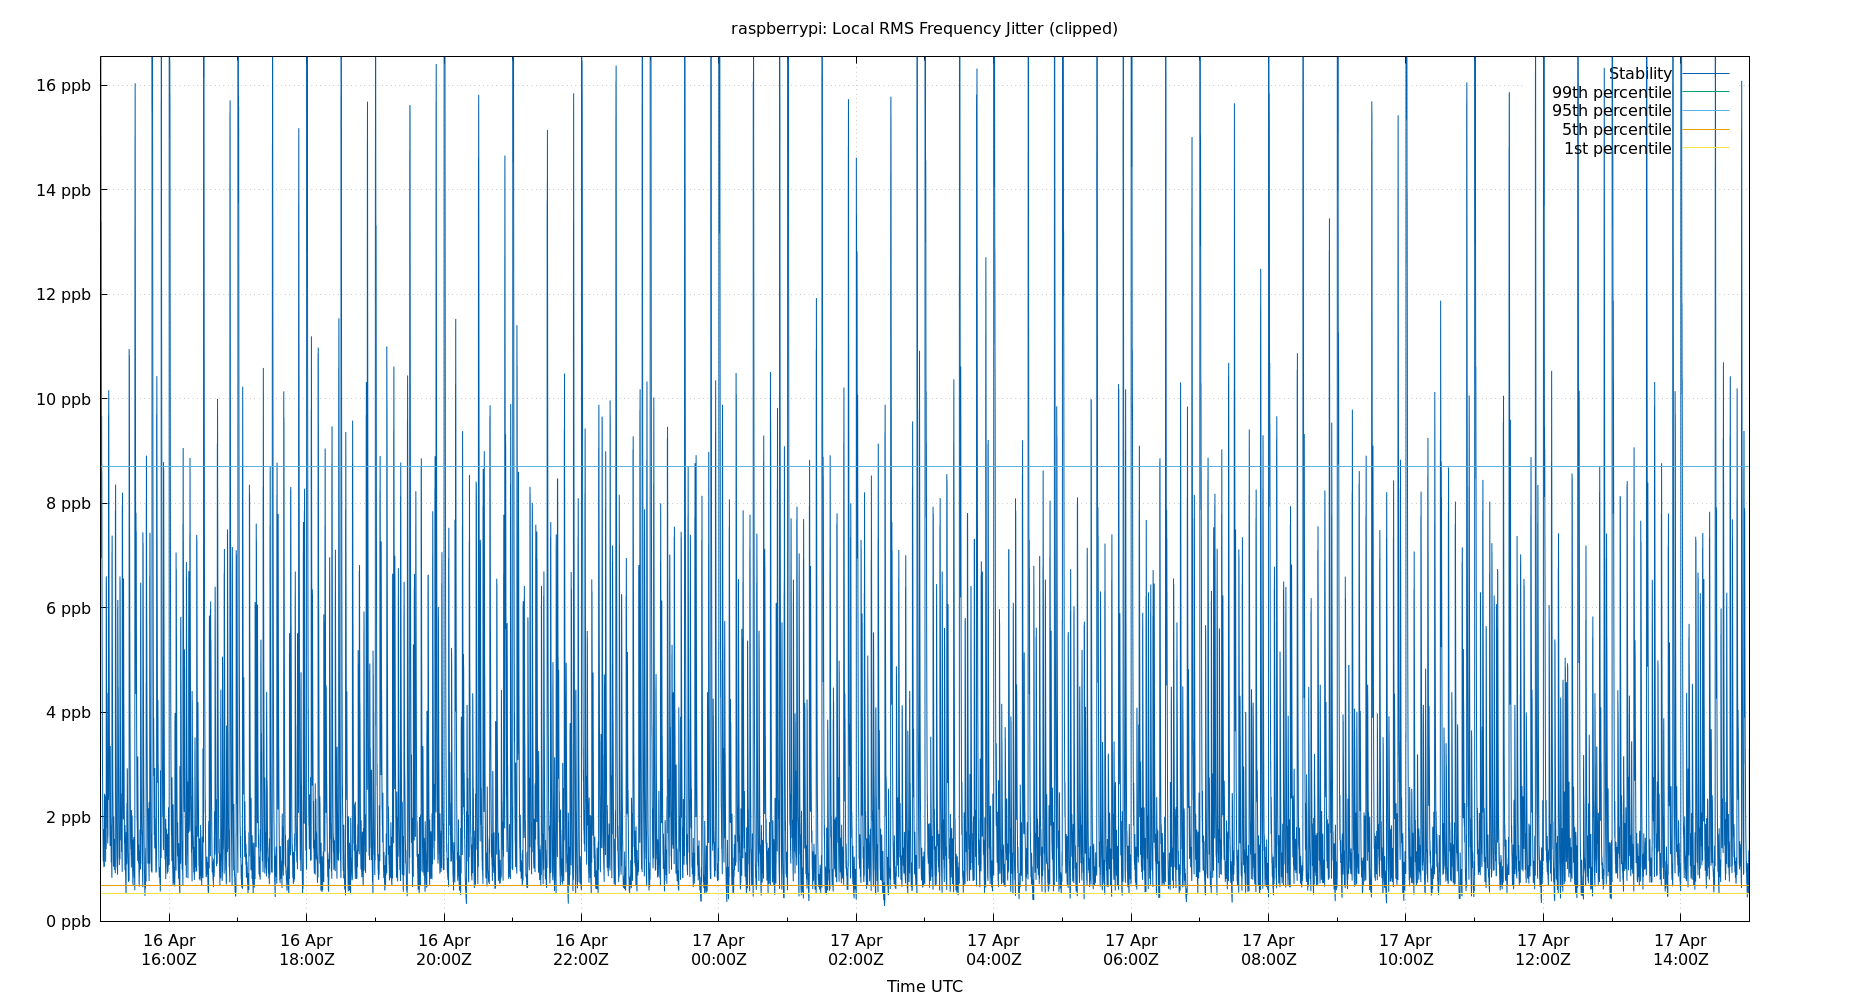 raspberrypi: Local RMS Frequency Jitter (clipped)
16 ppb
14 ppb
12 ppb
10 ppb
8 ppb
6 ppb
4 ppb
2 ppb
0 ppb
Stability
99th percentile
95th percentile
5th percentile
1st percentile
16 Apr 16 Apr 16 Apr 16 Apr 17 Apr 17 Apr 17 Apr 17 Apr 17 Apr 17 Apr 17 Apr 17 Apr
16:00Z 18:00Z 20:00Z 22:00Z 00:00Z 02:00Z 04:00Z 06:00Z 08:00Z 10:00Z 12:00Z 14:00Z
Time UTC